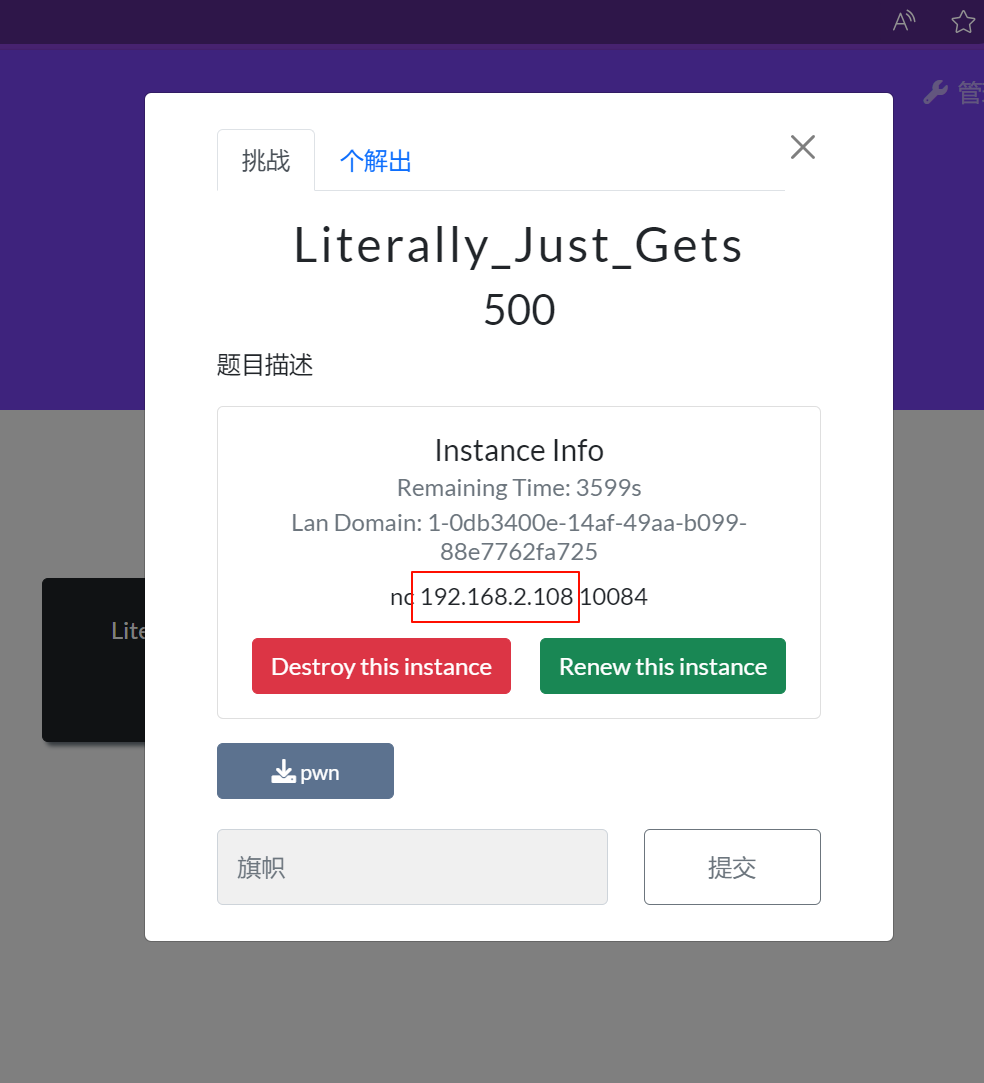 管
挑战
个解出
Literally_Just_Gets
500
题目描述
Instance Info
Remaining Time: 3599s
Lan Domain: 1-0db3400e-14af-49aa-b099-
88e7762fa725
nc 192.168.2.108 10084
Lite
Destroy this instance
Renew this instance
pwn
旗帜
提交